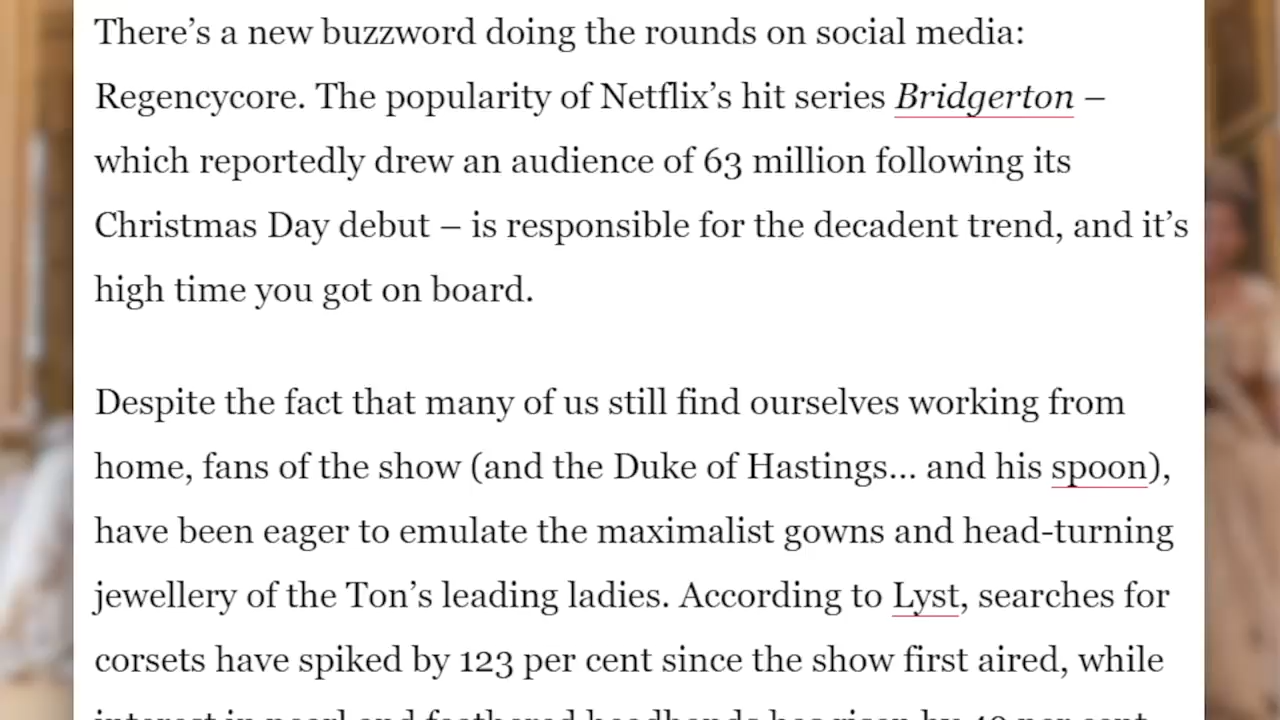 There’s a new buzzword doing the rounds on social media:
Regencycore. The popularity of Netflix’s hit series Bridgerton –
which reportedly drew an audience of 63 million following its
Christmas Day debut – is responsible for the decadent trend, and it’s
high time you got on board.
Despite the fact that many of us still find ourselves working from
home, fans of the show (and the Duke of Hastings... and his spoon),
have been eager to emulate the maximalist gowns and head-turning
jewellery of the Ton’s leading ladies. According to Lyst, searches for
corsets have spiked by 123 per cent since the show first aired, while